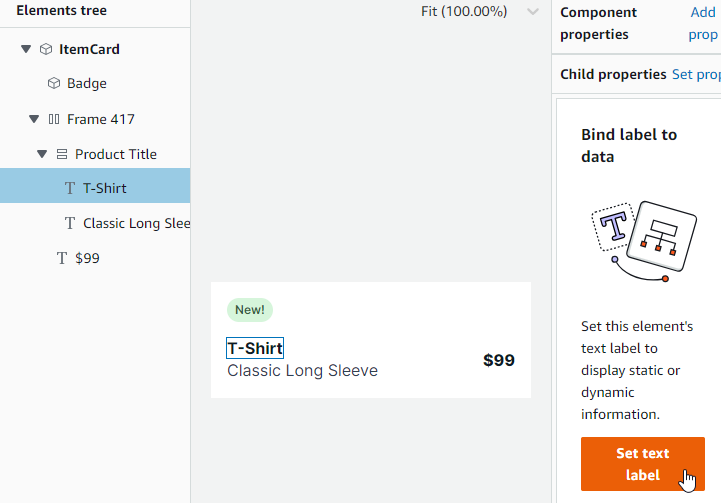 Elements tree
ItemCard
Badge
Frame 417
Product Title
T T-Shirt
T Classic Long Slee
T $99
Fit (100.00%)
New!
T-Shirt
Classic Long Sleeve
$99
Component
properties
Add
prop
Child properties Set prop
Bind label to
data
T
Set this element's
text label to
display static or
dynamic
information.
Set text
label